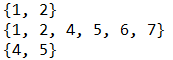 {1, 2}
{1, 2, 4, 5, 6, 7}
{4, 5}